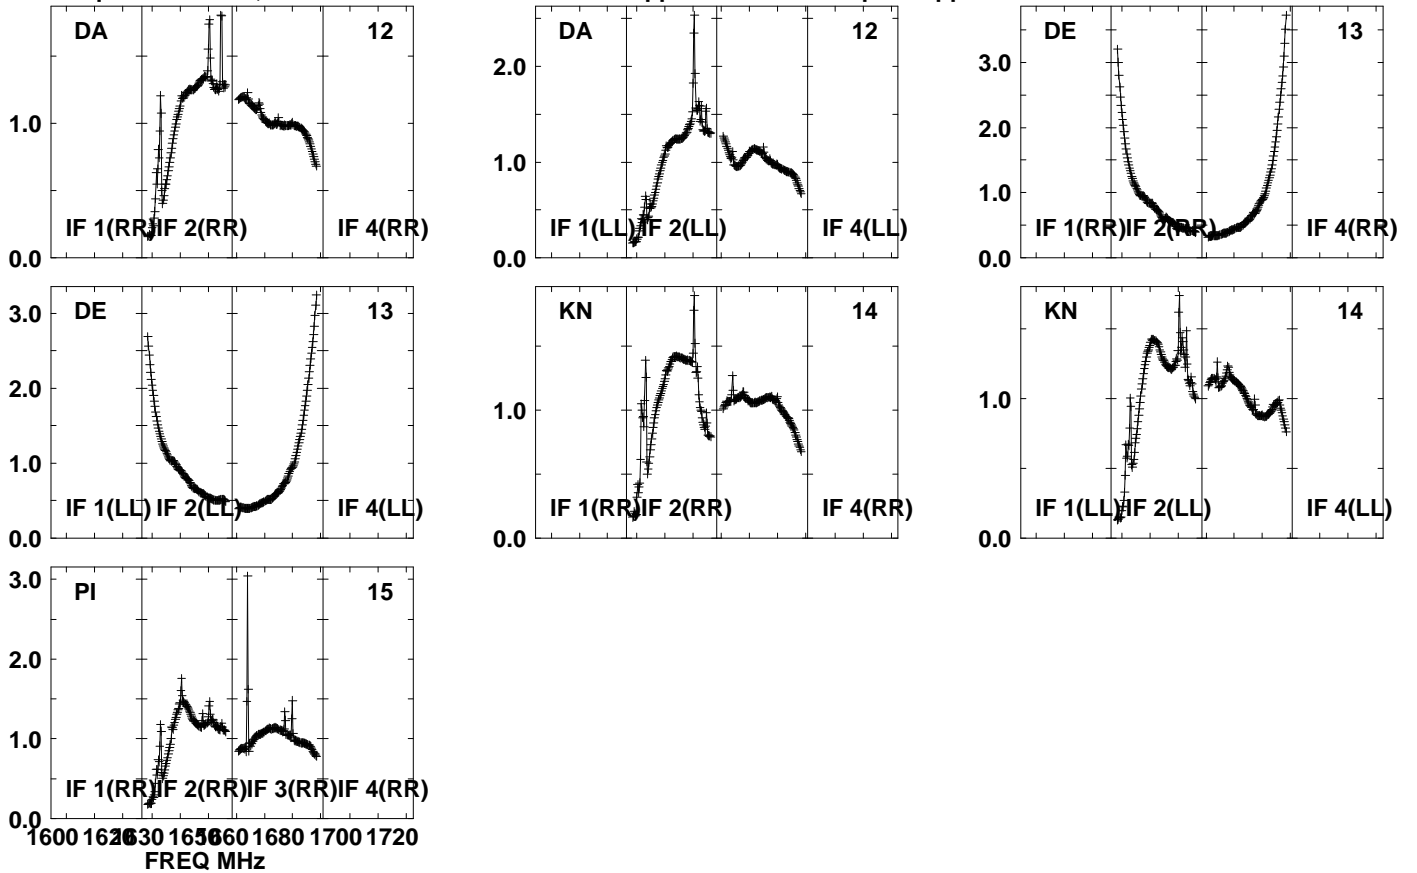 DA 12 DA 12 DE 13
2.0 3.0
1.0 2.0
1.0 1.0
IF 1(RR) IF 2(RR) IF 4(RR) IF 1(LL) IF 2(LL) IF 4(LL) IF 1(RR) IF 2(RR) IF 4(RR)
0.0 0.0 0.0
DE 13 KN 14 KN 14
3.0
2.0
1.0 1.0
1.0
IF 1(LL) IF 2(LL) IF 4(LL) IF 1(RR) IF 2(RR) IF 4(RR) IF 1(LL) IF 2(LL) IF 4(LL)
0.0 0.0 0.0
3.0 PI 15
2.0
1.0
IF 1(RR) IF 2(RR) IF 3(RR) IF 4(RR)
0.0
1600 1630 1660 1680 1700 1720
FREQ MHz